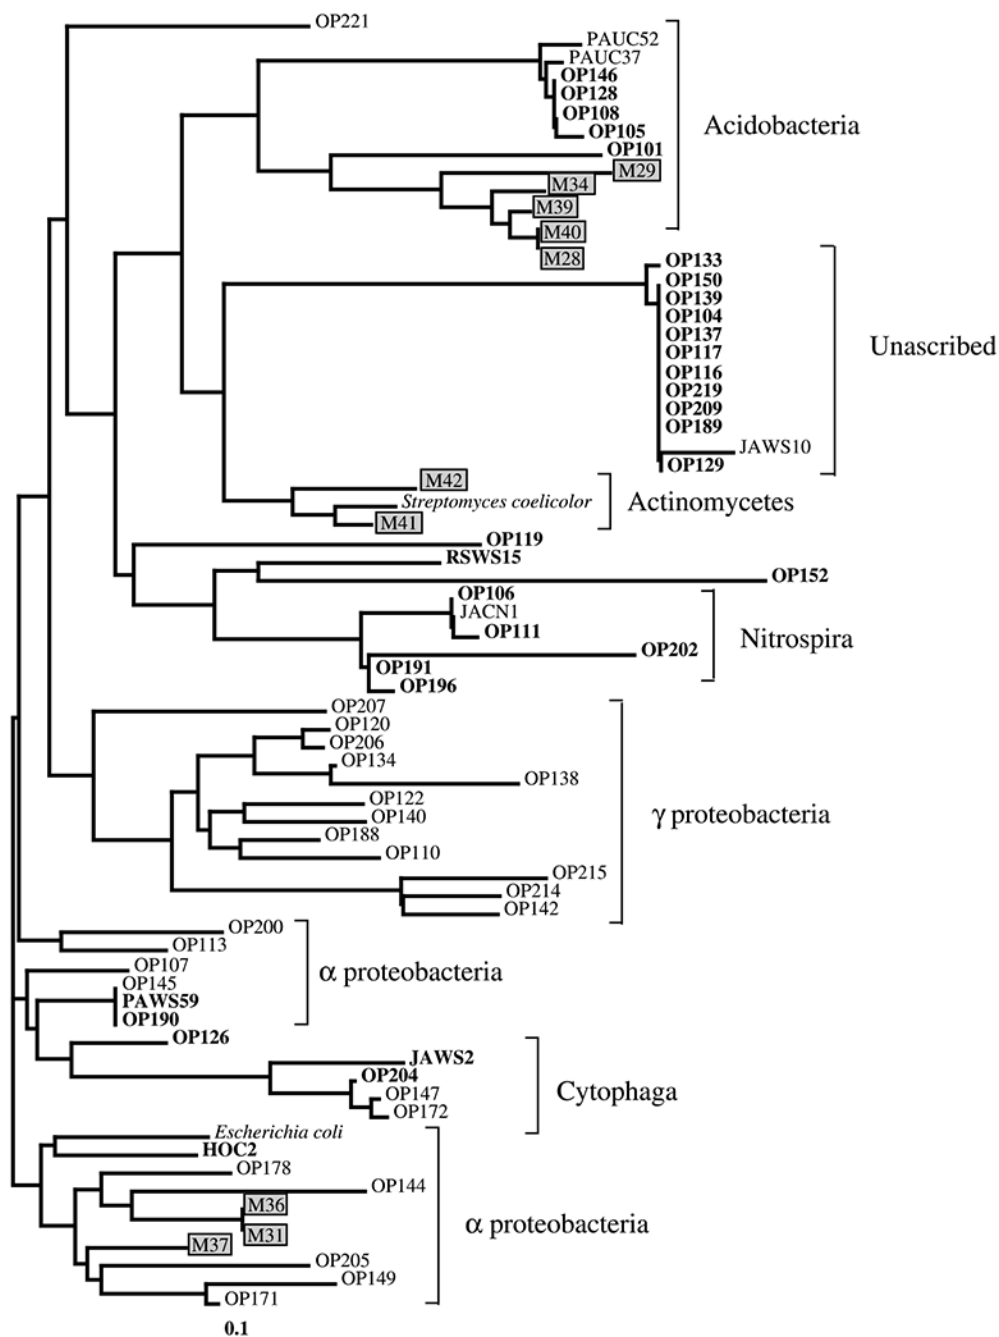 OP221
PAUC52
PAUC37
OP146
OP128
OP108
OP105
Acidobacteria
OP101
M29
M34
M39
M40
M28
OP133
OP150
OP139
OP104
OP137
OP117
Unascribed
OP116
OP219
OP209
OP189
JAWS10
OP129
M42
Streptomyces coelicolor
Actinomycetes
M41
OP119
RSWS15
OP152
OP106
JACN1
OP111
Nitrospira
OP202
OP191
OP196
OP207
OP120
OP206
OP134
OP138
OP122
OP140
γ proteobacteria
OP188
OP110
OP215
OP214
OP142
OP200
OP113
OP107
α proteobacteria
OP145
PAWS59
OP190
OP126
JAWS2
OP204
OP147
Cytophaga
OP172
Escherichia coli
HOC2
OP178
OP144
M36
α proteobacteria
M31
M37
OP205
OP149
OP171
0.1